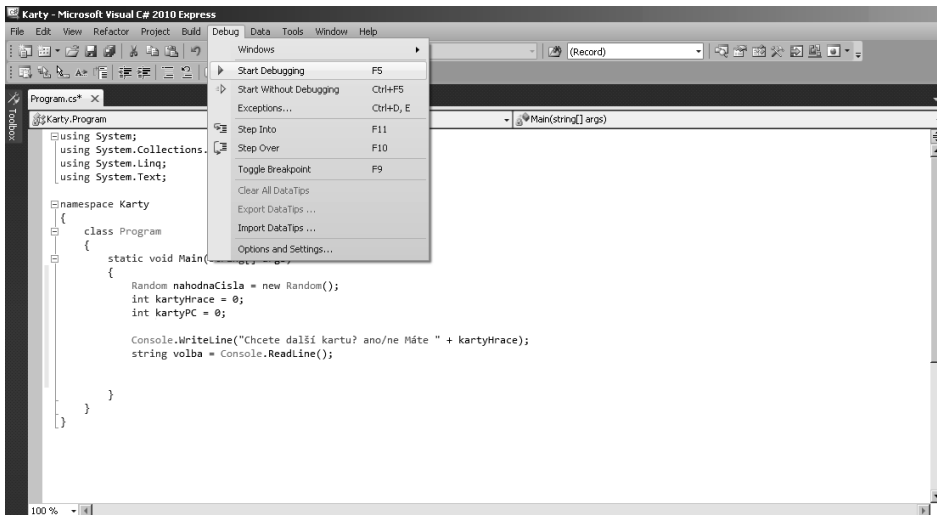 Karty - Microsoft Visual C# 2010 Express
File Edit View Refactor Project Build Debug Data Tools Window Help
Windows
(Record)
Start Debugging F5
Start Without Debugging Ctrl+F5
Exceptions... Ctrl+D, E
Step Into F11
Step Over F10
Toggle Breakpoint F9
Clear All DataTips
Export DataTips ...
Import DataTips ...
Options and Settings...
Toolbox
Program.cs*
Karty.Program
Main(string[] args)
using System;
using System.Collections.
using System.Linq;
using System.Text;
namespace Karty
{
class Program
{
static void Main(string[] args)
{
Random nahodnaCisla = new Random();
int kartyHrace = 0;
int kartyPC = 0;
Console.WriteLine("Chcete další kartu? ano/ne Máte " + kartyHrace);
string volba = Console.ReadLine();
}
}
}
100 %